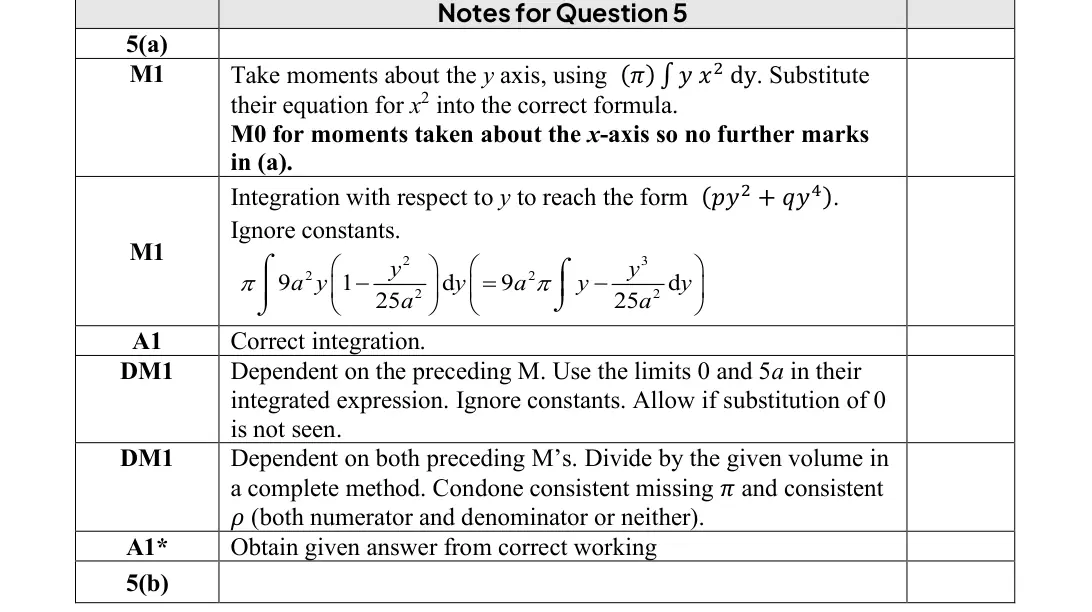 Notes for Question 5
5(a)
M1
Take moments about the y axis, using (π) ∫ y x² dy. Substitute
their equation for x² into the correct formula.
M0 for moments taken about the x-axis so no further marks
in (a).
M1
Integration with respect to y to reach the form (py² + qy⁴).
Ignore constants.
π ∫ 9a²y (1 − y²/25a²) dy (= 9a²π ∫ y − y³/25a² dy)
A1
Correct integration.
DM1
Dependent on the preceding M. Use the limits 0 and 5a in their
integrated expression. Ignore constants. Allow if substitution of 0
is not seen.
DM1
Dependent on both preceding M’s. Divide by the given volume in
a complete method. Condone consistent missing π and consistent
ρ (both numerator and denominator or neither).
A1*
Obtain given answer from correct working
5(b)